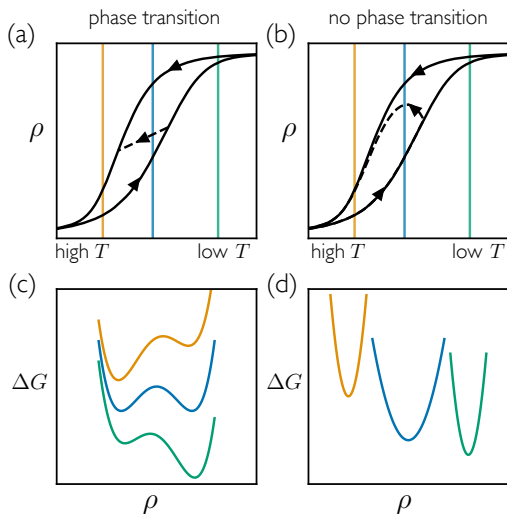 phase transition
no phase transition
(a)
(b)
ρ
ρ
high T
low T
high T
low T
(c)
(d)
ΔG
ΔG
ρ
ρ